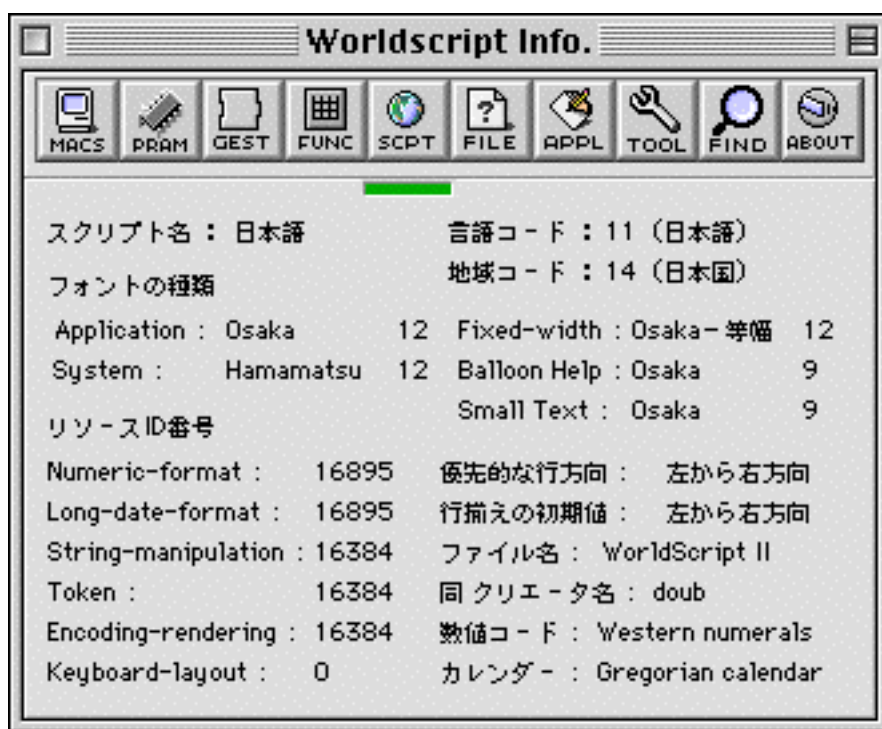 Worldscript Info.
MACS PRAM GEST FUNC SCPT FILE APPL TOOL FIND ABOUT
スクリプト名： 日本語 言語コード：11（日本語）
地域コード：14（日本国）
フォントの種類
Application : Osaka 12 Fixed-width : Osaka－等幅 12
System : Hamamatsu 12 Balloon Help : Osaka 9
Small Text : Osaka 9
リソースID番号
Numeric-format : 16895 優先的な行方向： 左から右方向
Long-date-format : 16895 行揃えの初期値： 左から右方向
String-manipulation : 16384 ファイル名： WorldScript II
Token : 16384 同クリエータ名： doub
Encoding-rendering : 16384 数値コード： Western numerals
Keyboard-layout : 0 カレンダー： Gregorian calendar